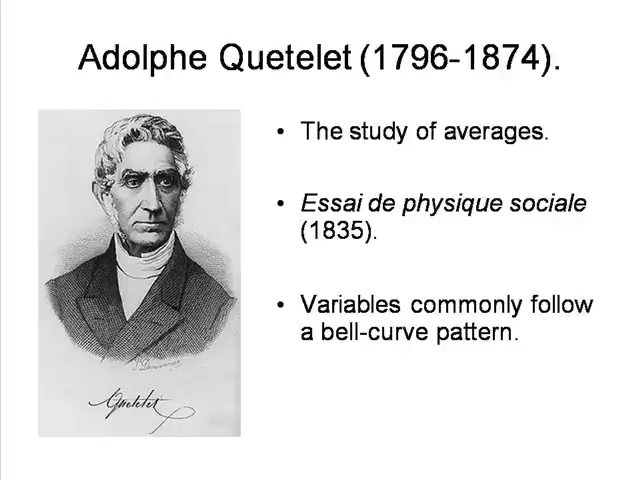 Adolphe Quetelet (1796-1874).
• The study of averages.
• Essai de physique sociale
(1835).
• Variables commonly follow
a bell-curve pattern.
Quetelet